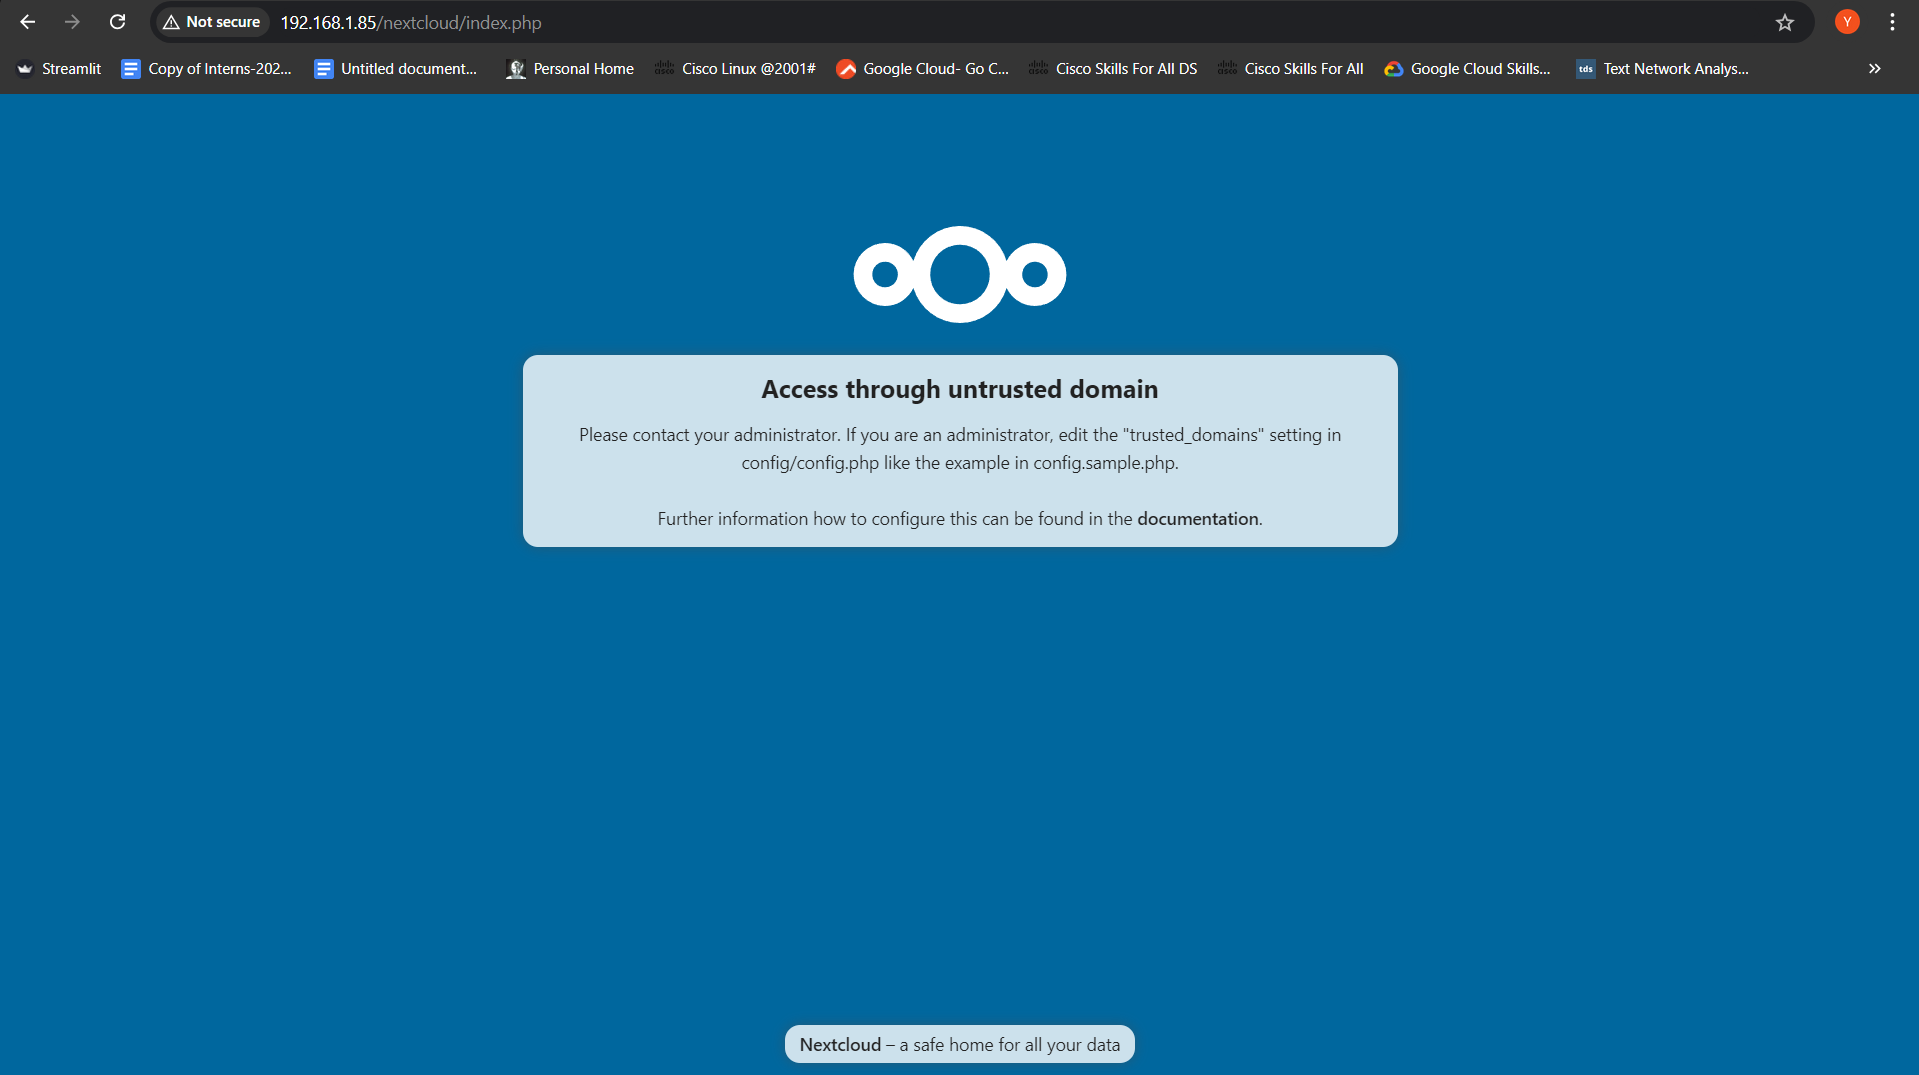 Not secure 192.168.1.85/nextcloud/index.php Y
Streamlit Copy of Interns-202... Untitled document... Personal Home Cisco Linux @2001# Google Cloud- Go C... Cisco Skills For All DS Cisco Skills For All Google Cloud Skills... tds Text Network Analys... »
Access through untrusted domain
Please contact your administrator. If you are an administrator, edit the "trusted_domains" setting in
config/config.php like the example in config.sample.php.
Further information how to configure this can be found in the documentation.
Nextcloud – a safe home for all your data